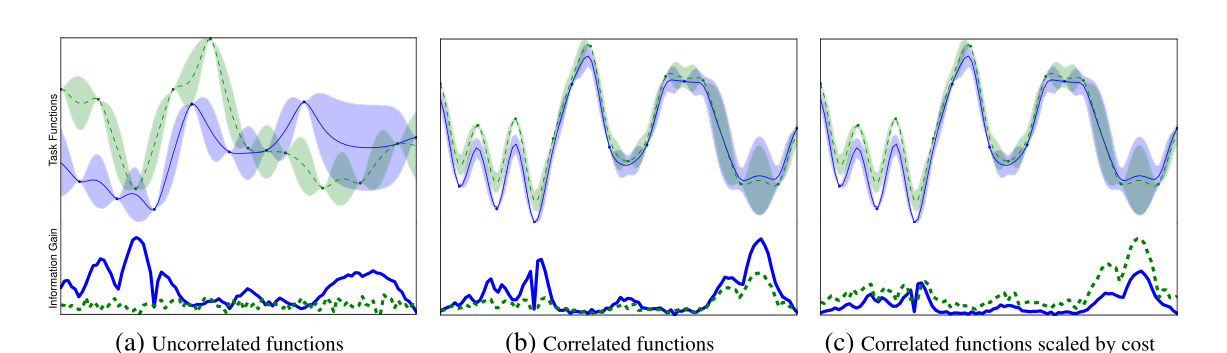 Task Functions
Information Gain
(a) Uncorrelated functions
(b) Correlated functions
(c) Correlated functions scaled by cost